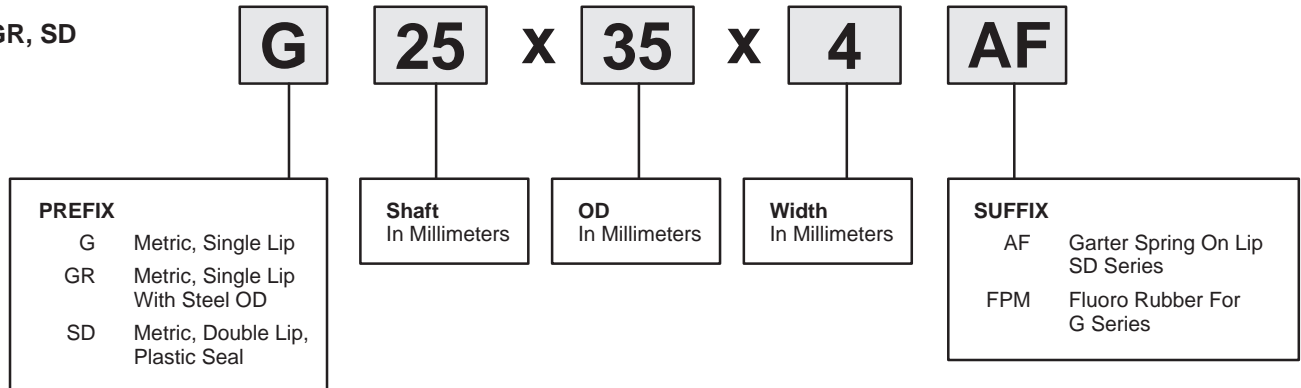 GR, SD
G 25 x 35 x 4 AF
PREFIX
G Metric, Single Lip
GR Metric, Single Lip
With Steel OD
SD Metric, Double Lip,
Plastic Seal
Shaft
In Millimeters
OD
In Millimeters
Width
In Millimeters
SUFFIX
AF Garter Spring On Lip
SD Series
FPM Fluoro Rubber For
G Series